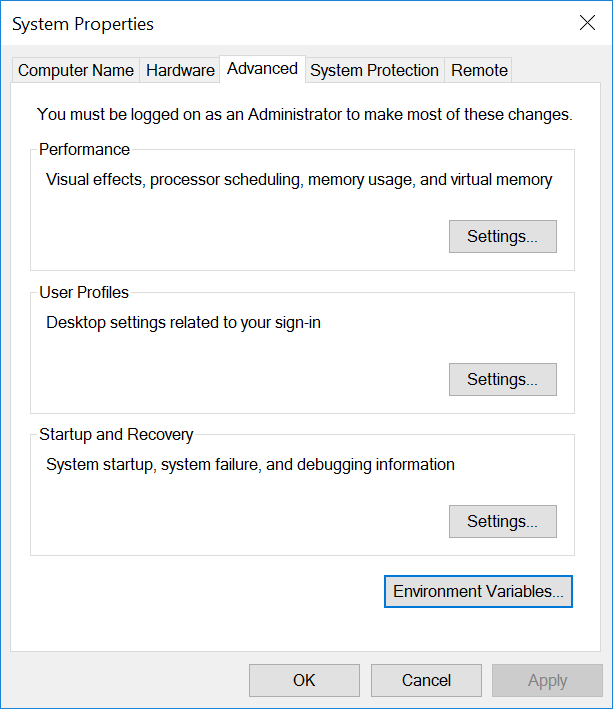 System Properties
Computer Name Hardware Advanced System Protection Remote
You must be logged on as an Administrator to make most of these changes.
Performance
Visual effects, processor scheduling, memory usage, and virtual memory
Settings...
User Profiles
Desktop settings related to your sign-in
Settings...
Startup and Recovery
System startup, system failure, and debugging information
Settings...
Environment Variables...
OK Cancel Apply